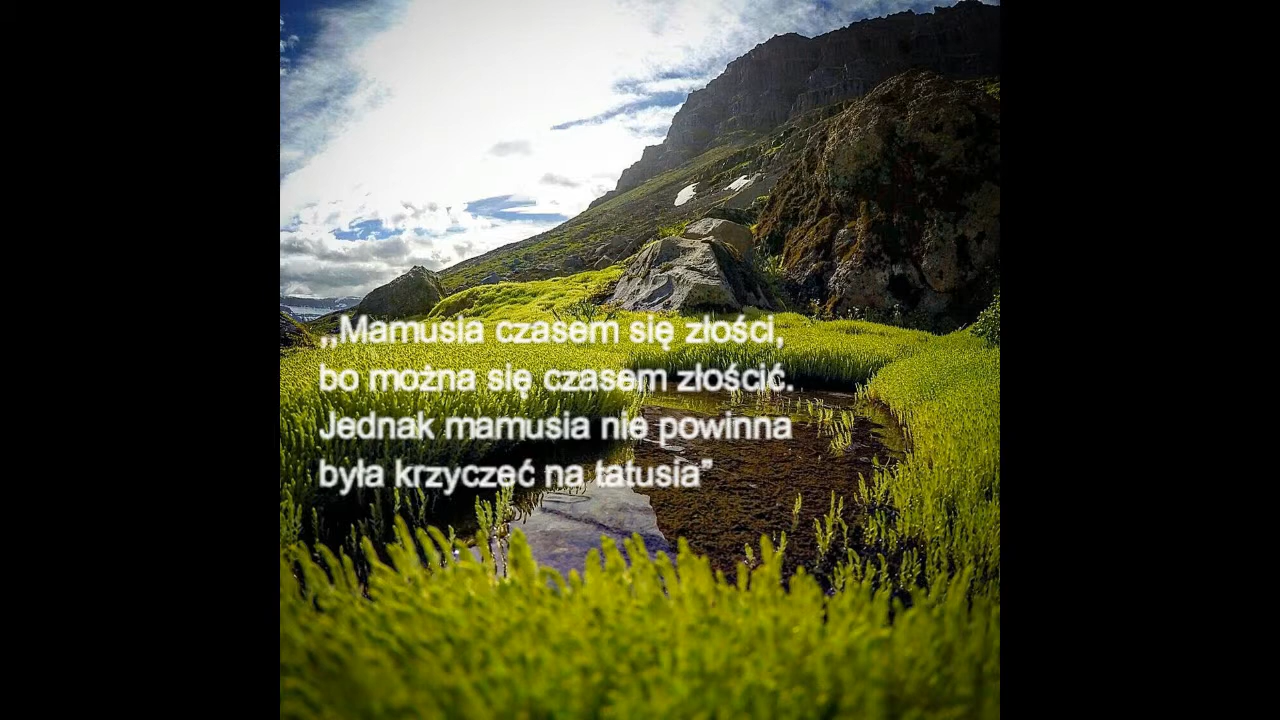 ,,Mamusia czasem się złości,
bo można się czasem złościć.
Jednak mamusia nie powinna
była krzyczeć na tatusia”